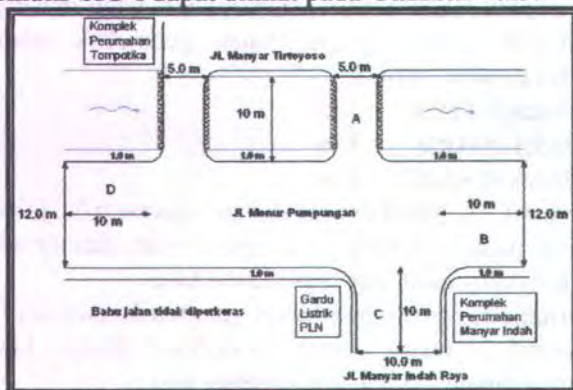 Komplek
Perumahan
Tompotika
JL Manyar Tirtoyoso
5.0 m
5.0 m
A
10 m
1.0 m
1.0 m
1.0 m
D
10 m
10 m
12.0 m
JL Menur Pumpungan
12.0 m
B
1.0 m
1.0 m
Bahu jalan tidak diperkeras
Gardu
Listrik
PLN
C
10 m
Komplek
Perumahan
Manyar Indah
10.0 m
JL Manyar Indah Raya